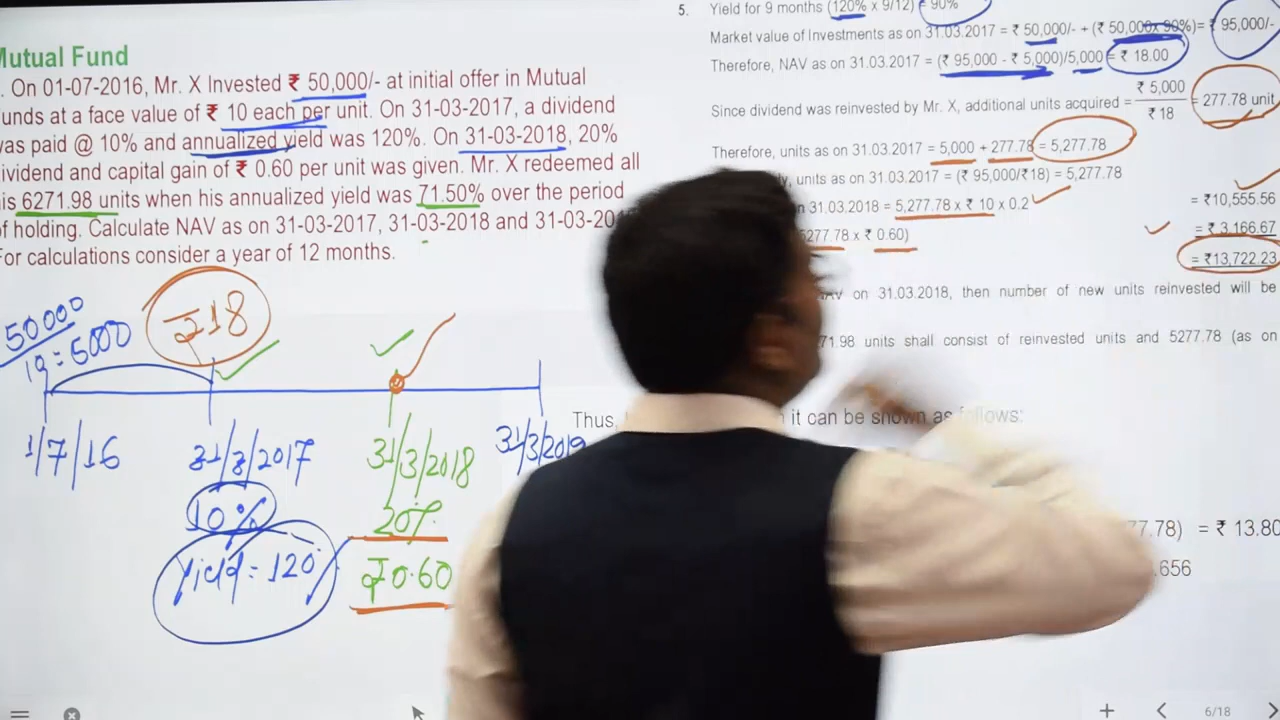 Mutual Fund
. On 01-07-2016, Mr. X Invested ₹ 50,000/- at initial offer in Mutual
unds at a face value of ₹ 10 each per unit. On 31-03-2017, a dividend
was paid @ 10% and annualized yield was 120%. On 31-03-2018, 20%
ividend and capital gain of ₹ 0.60 per unit was given. Mr. X redeemed all
is 6271.98 units when his annualized yield was 71.50% over the period
of holding. Calculate NAV as on 31-03-2017, 31-03-2018 and 31-03-20
For calculations consider a year of 12 months.
50000
10 = 5000
₹18
1/7/16
31/3/2017
31/3/2018
31/3/2019
10%
20%
Yield = 120%
₹0.60
5. Yield for 9 months (120% x 9/12) = 90%
Market value of Investments as on 31.03.2017 = ₹ 50,000/- + (₹ 50,000x 90%)= ₹ 95,000/-
Therefore, NAV as on 31.03.2017 = (₹ 95,000 - ₹ 5,000)/5,000 = ₹ 18.00
Since dividend was reinvested by Mr. X, additional units acquired = ₹ 5,000 / ₹ 18 = 277.78 unit
Therefore, units as on 31.03.2017 = 5,000 + 277.78 = 5,277.78
units as on 31.03.2017 = (₹ 95,000/₹18) = 5,277.78
n 31.03.2018 = 5,277.78 x ₹ 10 x 0.2 = ₹10,555.56
5277.78 x ₹ 0.60) = ₹ 3,166.67
= ₹13,722.23
NAV on 31.03.2018, then number of new units reinvested will be
71.98 units shall consist of reinvested units and 5277.78 (as on
Thus, it can be shown as follows:
77.78) = ₹ 13.80
.656
6/18